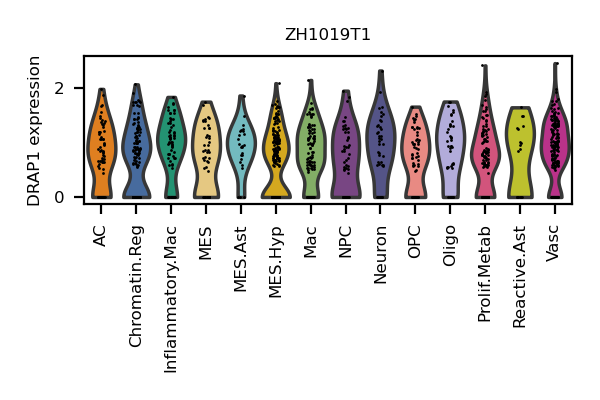 ZH1019T1
DRAP1 expression
2
0
AC
Chromatin.Reg
Inflammatory.Mac
MES
MES.Ast
MES.Hyp
Mac
NPC
Neuron
OPC
Oligo
Prolif.Metab
Reactive.Ast
Vasc